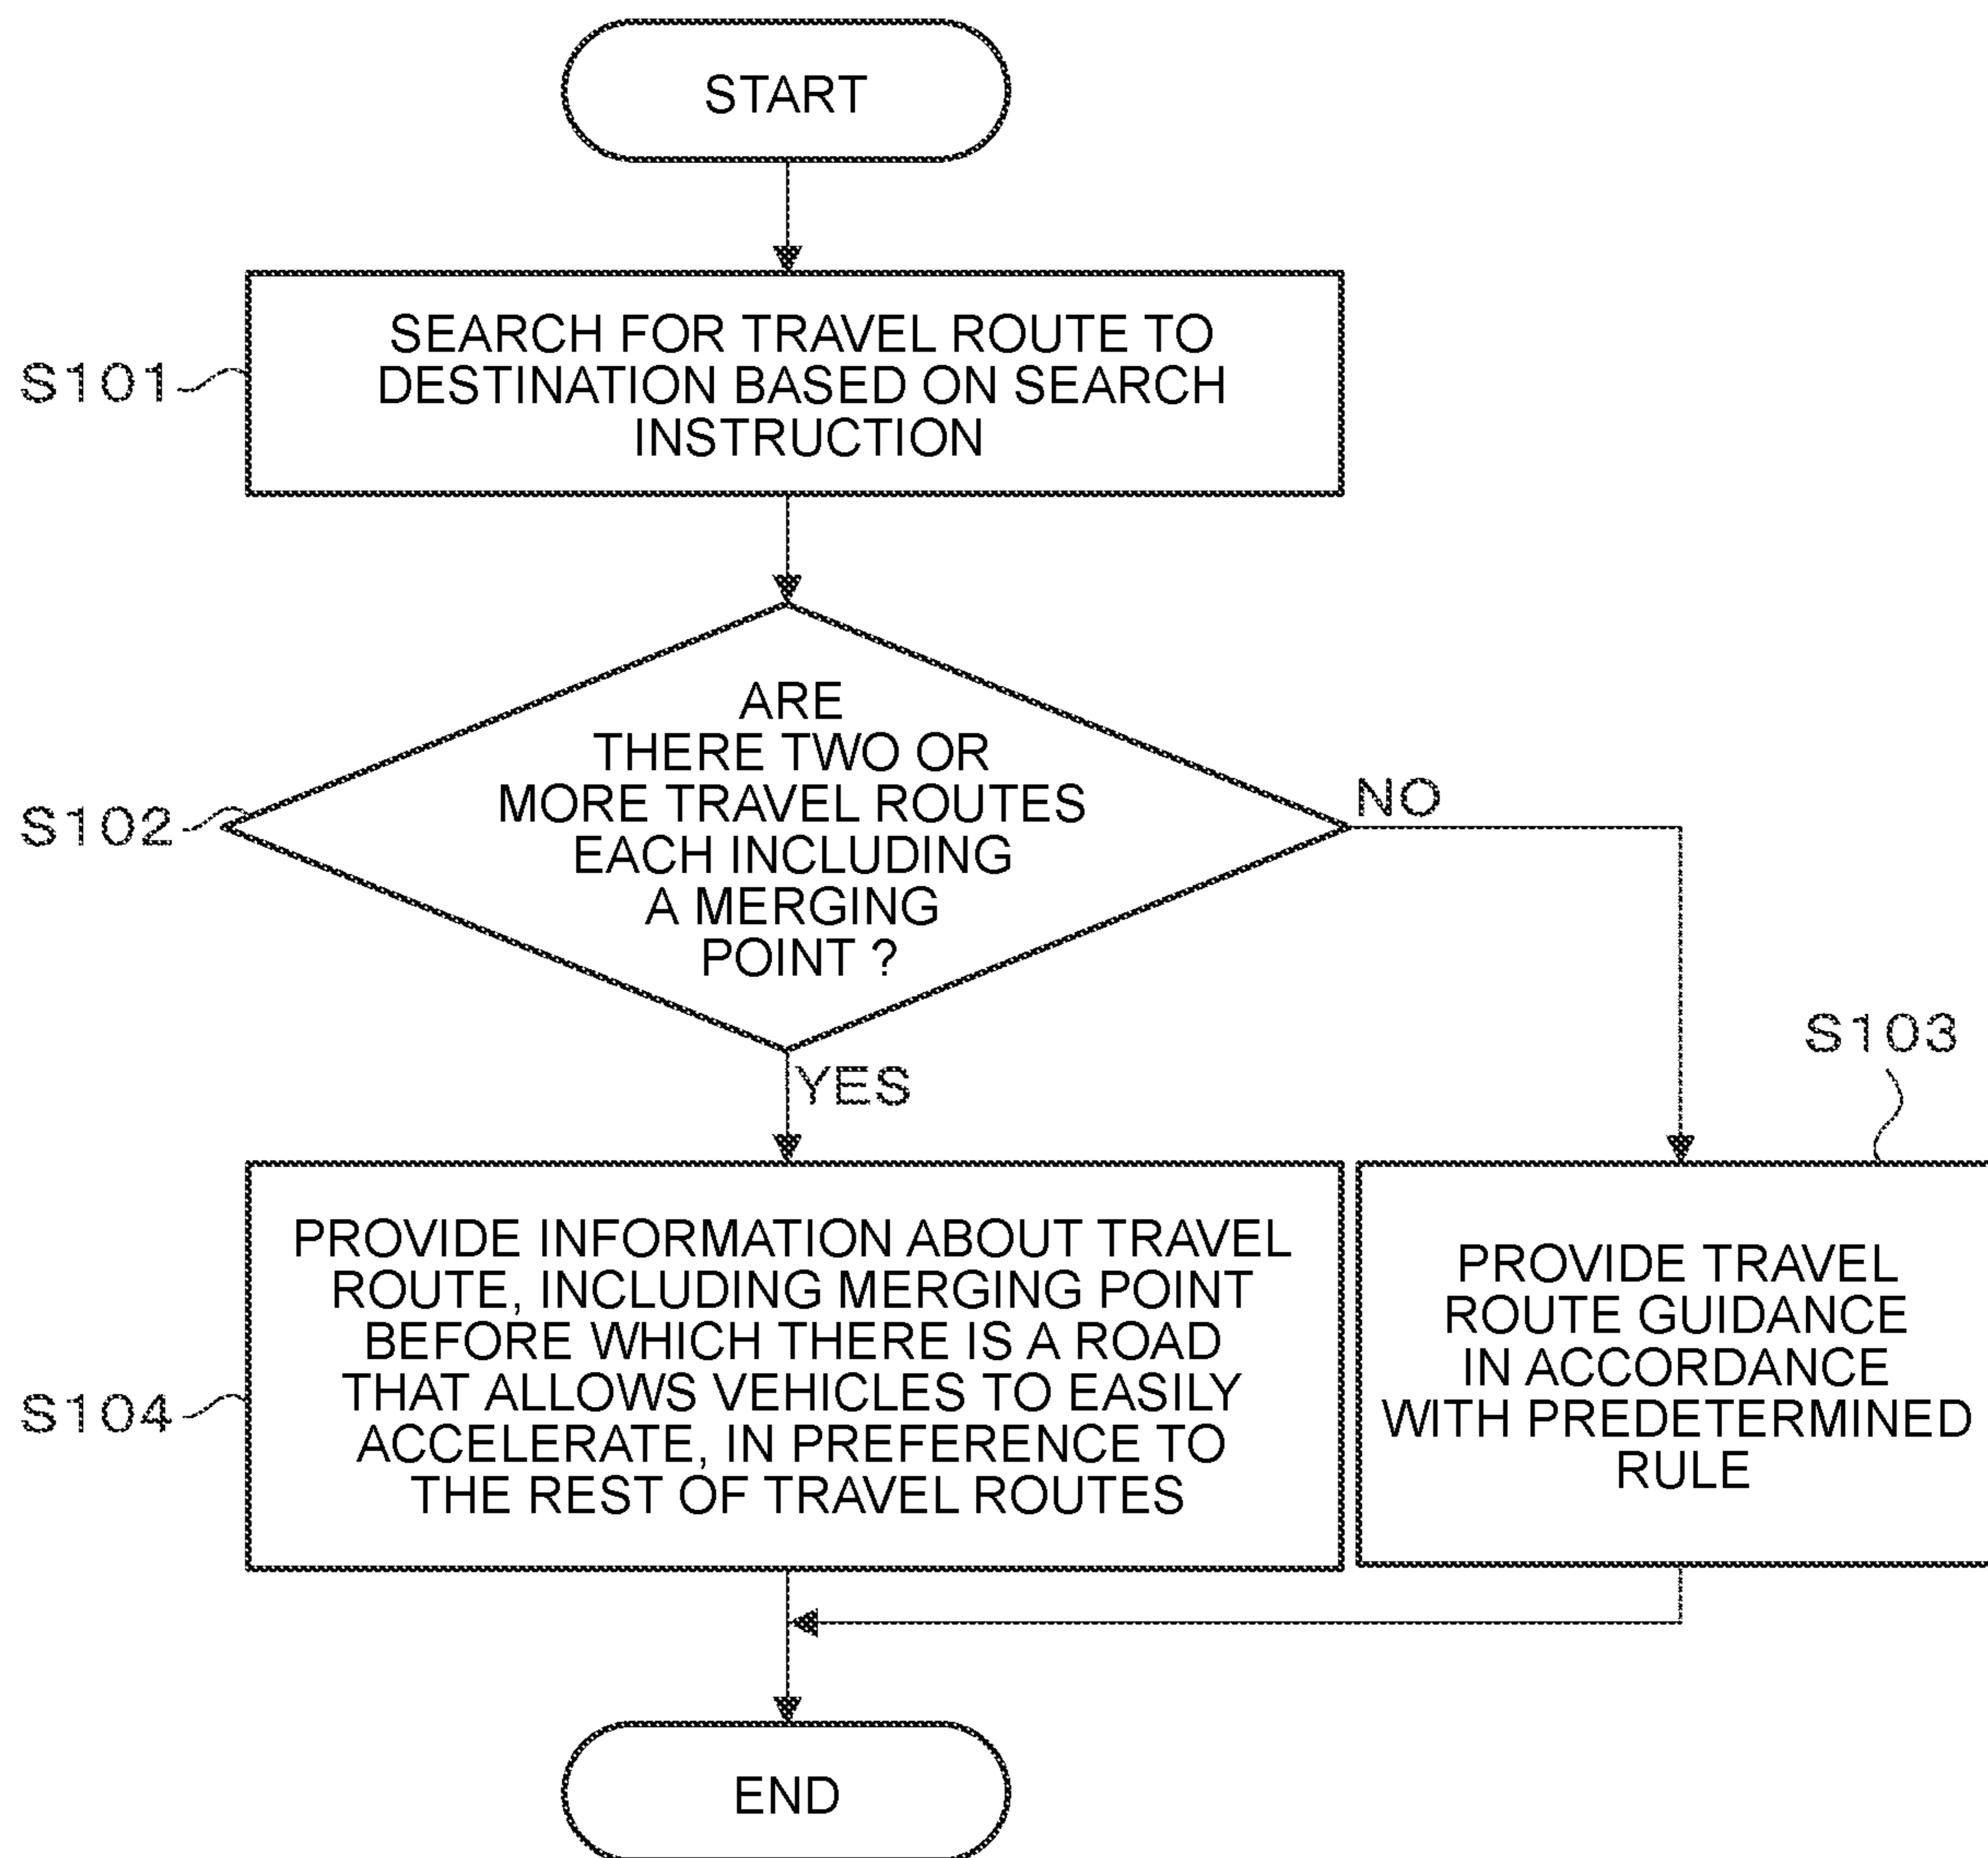 START
S101
SEARCH FOR TRAVEL ROUTE TO
DESTINATION BASED ON SEARCH
INSTRUCTION
S102
ARE
THERE TWO OR
MORE TRAVEL ROUTES
EACH INCLUDING
A MERGING
POINT ?
NO
YES
S103
PROVIDE TRAVEL
ROUTE GUIDANCE
IN ACCORDANCE
WITH PREDETERMINED
RULE
S104
PROVIDE INFORMATION ABOUT TRAVEL
ROUTE, INCLUDING MERGING POINT
BEFORE WHICH THERE IS A ROAD
THAT ALLOWS VEHICLES TO EASILY
ACCELERATE, IN PREFERENCE TO
THE REST OF TRAVEL ROUTES
END